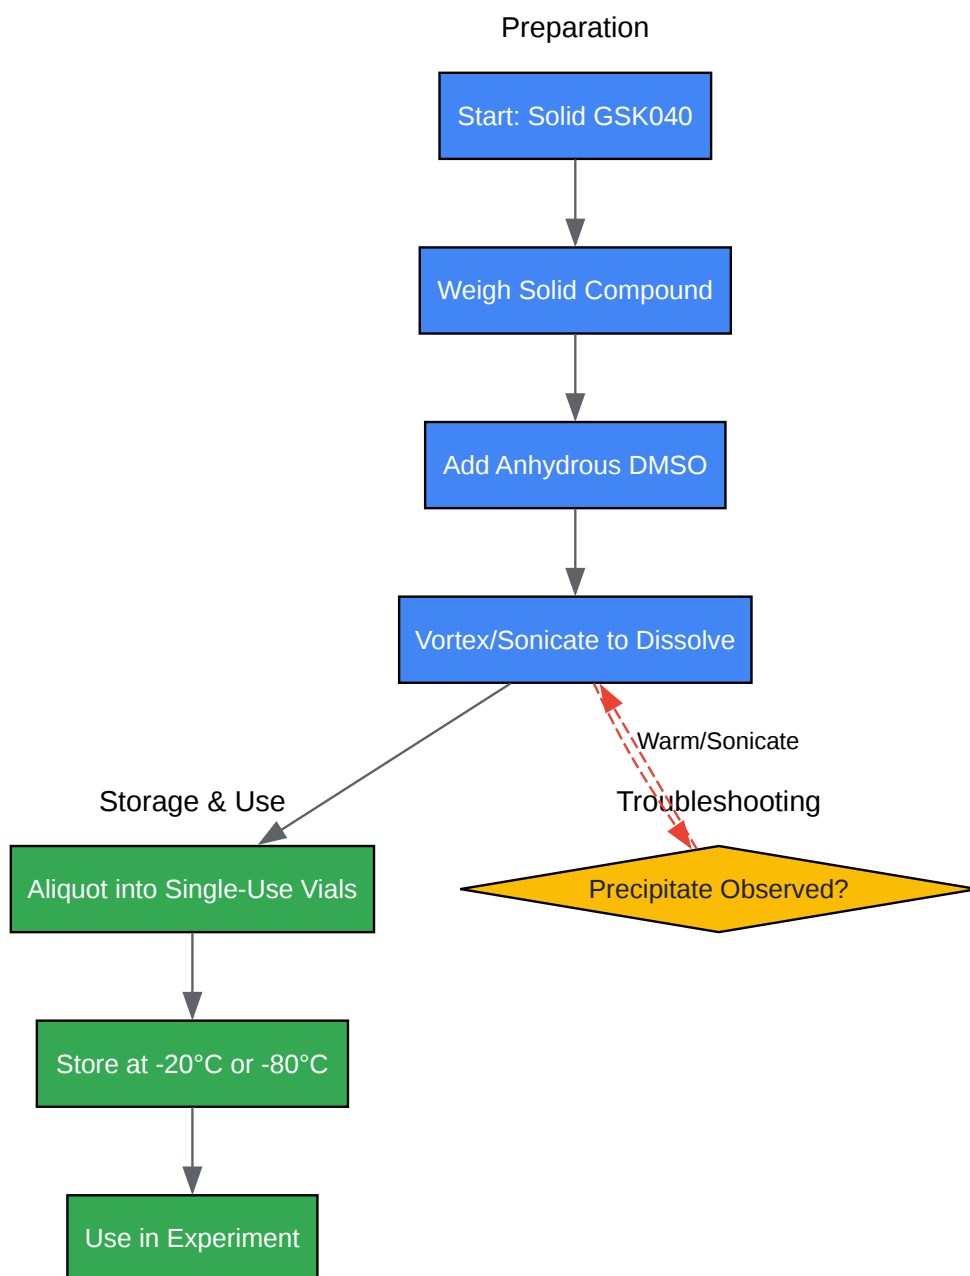 Preparation
Start: Solid GSK040
Weigh Solid Compound
Add Anhydrous DMSO
Vortex/Sonicate to Dissolve
Warm/Sonicate
Storage & Use
Troubleshooting
Aliquot into Single-Use Vials
Precipitate Observed?
Store at -20°C or -80°C
Use in Experiment